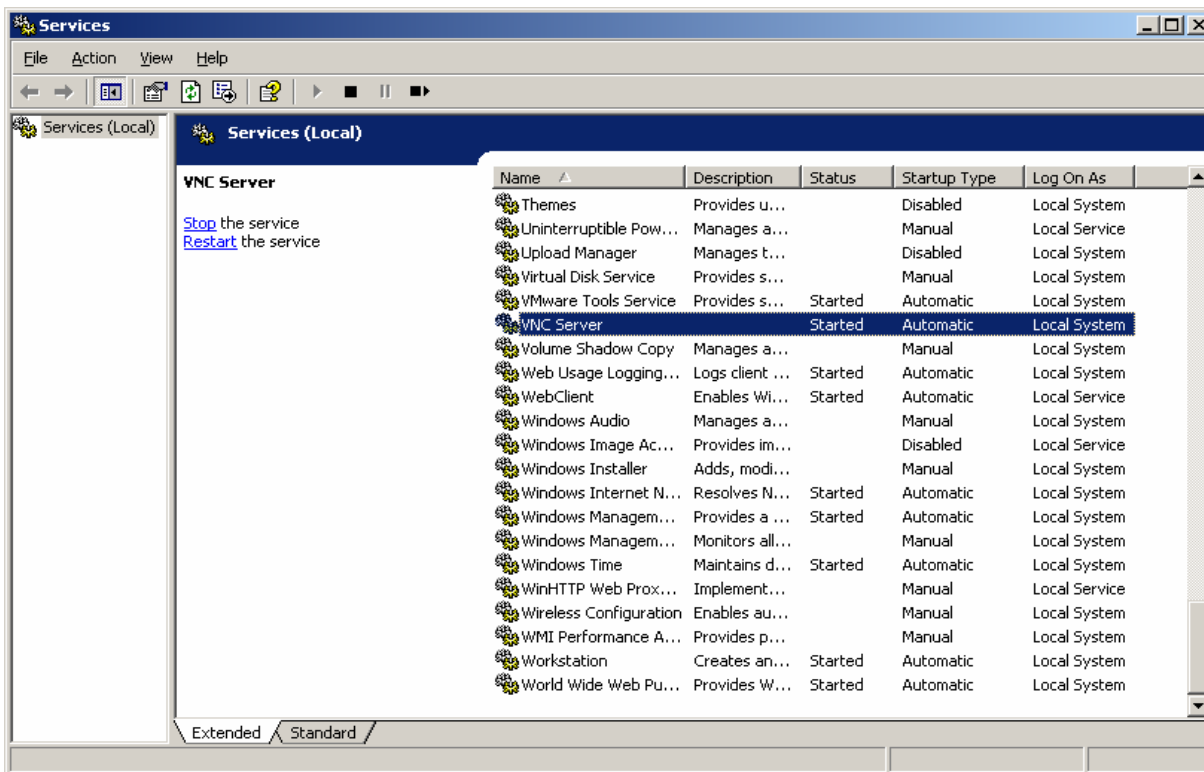 Services
File Action View Help
Services (Local)
Services (Local)
VNC Server
Stop the service
Restart the service
Name Description Status Startup Type Log On As
Themes Provides u... Disabled Local System
Uninterruptible Pow... Manages a... Manual Local Service
Upload Manager Manages t... Disabled Local System
Virtual Disk Service Provides s... Manual Local System
VMware Tools Service Provides s... Started Automatic Local System
VNC Server Started Automatic Local System
Volume Shadow Copy Manages a... Manual Local System
Web Usage Logging... Logs client ... Started Automatic Local System
WebClient Enables Wi... Started Automatic Local Service
Windows Audio Manages a... Manual Local System
Windows Image Ac... Provides im... Disabled Local Service
Windows Installer Adds, modi... Manual Local System
Windows Internet N... Resolves N... Started Automatic Local System
Windows Managem... Provides a ... Started Automatic Local System
Windows Managem... Monitors all... Manual Local System
Windows Time Maintains d... Started Automatic Local System
WinHTTP Web Prox... Implement... Manual Local Service
Wireless Configuration Enables au... Manual Local System
WMI Performance A... Provides p... Manual Local System
Workstation Creates an... Started Automatic Local System
World Wide Web Pu... Provides W... Started Automatic Local System
Extended Standard